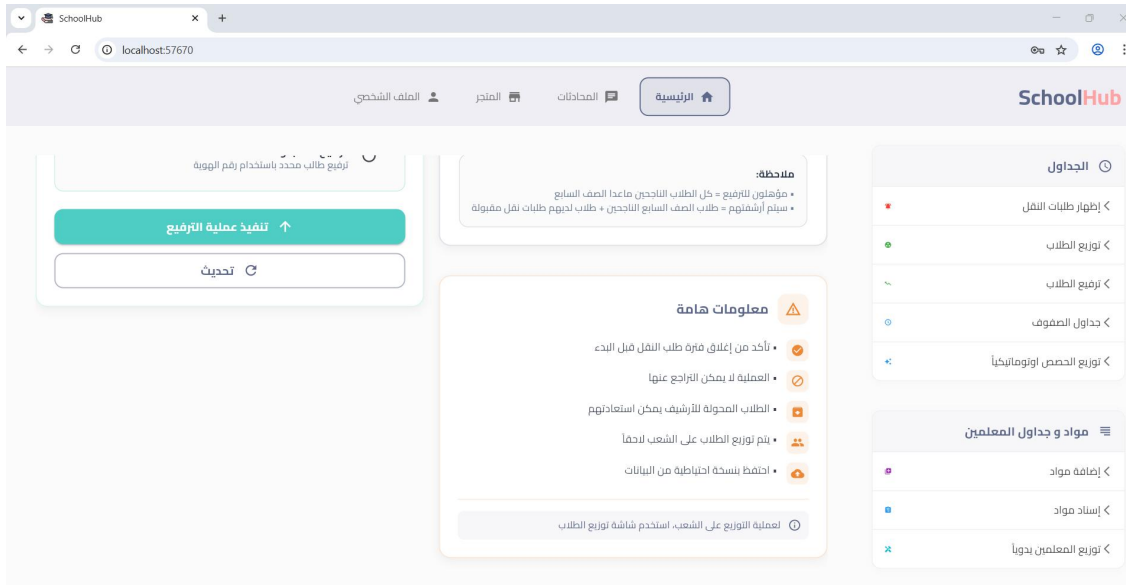 SchoolHub
localhost:57670
SchoolHub
الرئيسية
المحادثات
المتجر
الملف الشخصي
الجداول
إظهار طلبات النقل
توزيع الطلاب
ترفيع الطلاب
جداول الصفوف
توزيع الحصص اوتوماتيكياً
مواد و جداول المعلمين
إضافة مواد
إسناد مواد
توزيع المعلمين يدوياً
ملاحظة:
• مؤهلون للترفيع = كل الطلاب الناجحين ماعدا الصف السابع
• سيتم أرشفتهم = طلاب الصف السابع الناجحين + طلاب لديهم طلبات نقل مقبولة
معلومات هامة
• تأكد من إغلاق فترة طلب النقل قبل البدء
• العملية لا يمكن التراجع عنها
• الطلاب المحولة للأرشيف يمكن استعادتهم
• يتم توزيع الطلاب على الشعب لاحقاً
• احتفظ بنسخة احتياطية من البيانات
لعملية التوزيع على الشعب، استخدم شاشة توزيع الطلاب
ترفيع طالب محدد باستخدام رقم الهوية
تنفيذ عملية الترفيع
تحديث